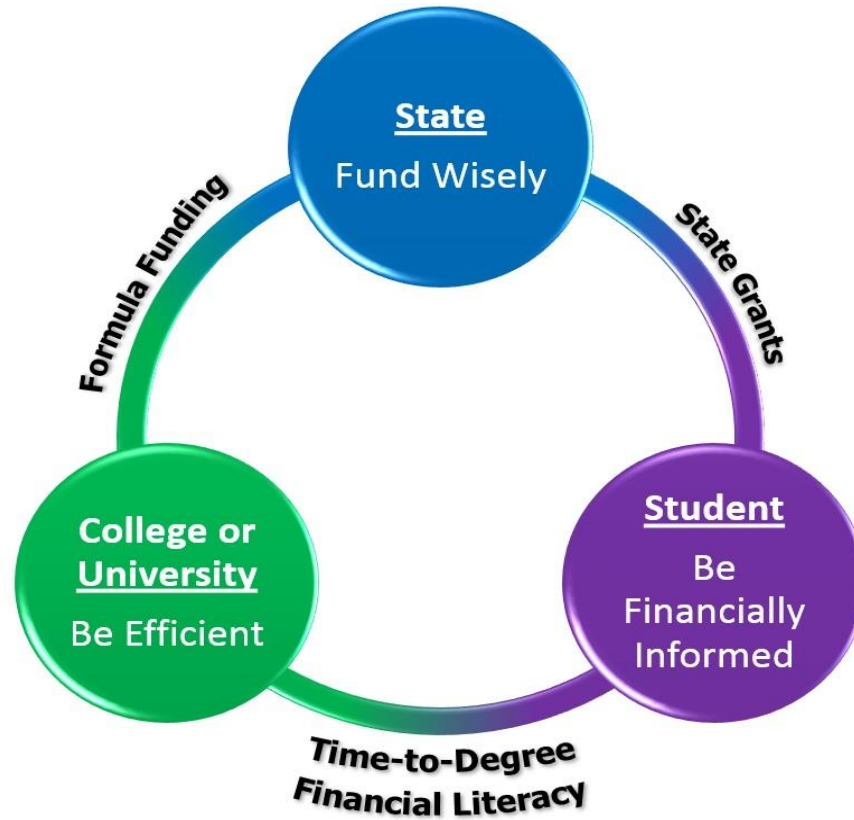 State
Fund Wisely
Formula Funding
State Grants
College or
University
Be Efficient
Student
Be
Financially
Informed
Time-to-Degree
Financial Literacy